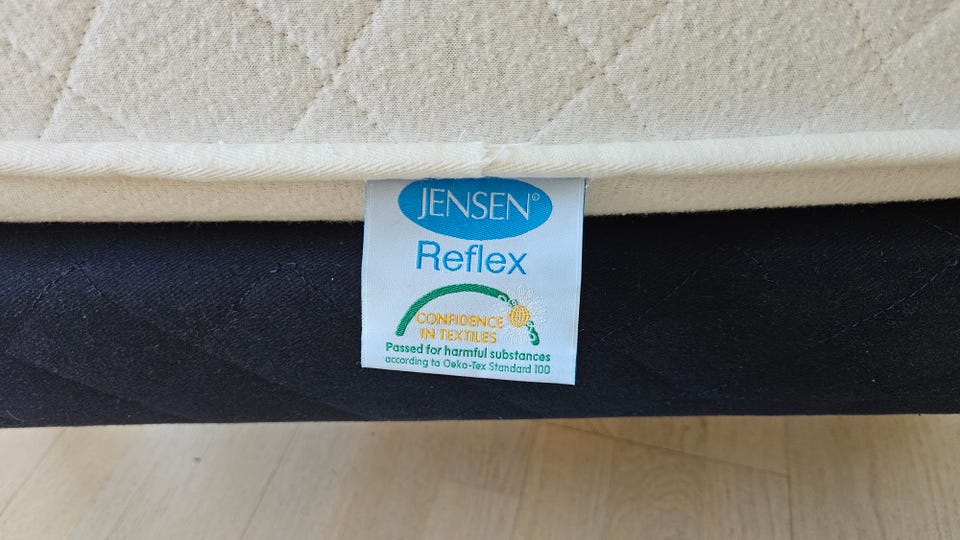 JENSEN®
Reflex
CONFIDENCE
IN TEXTILES
Passed for harmful substances
according to Oeko-Tex Standard 100